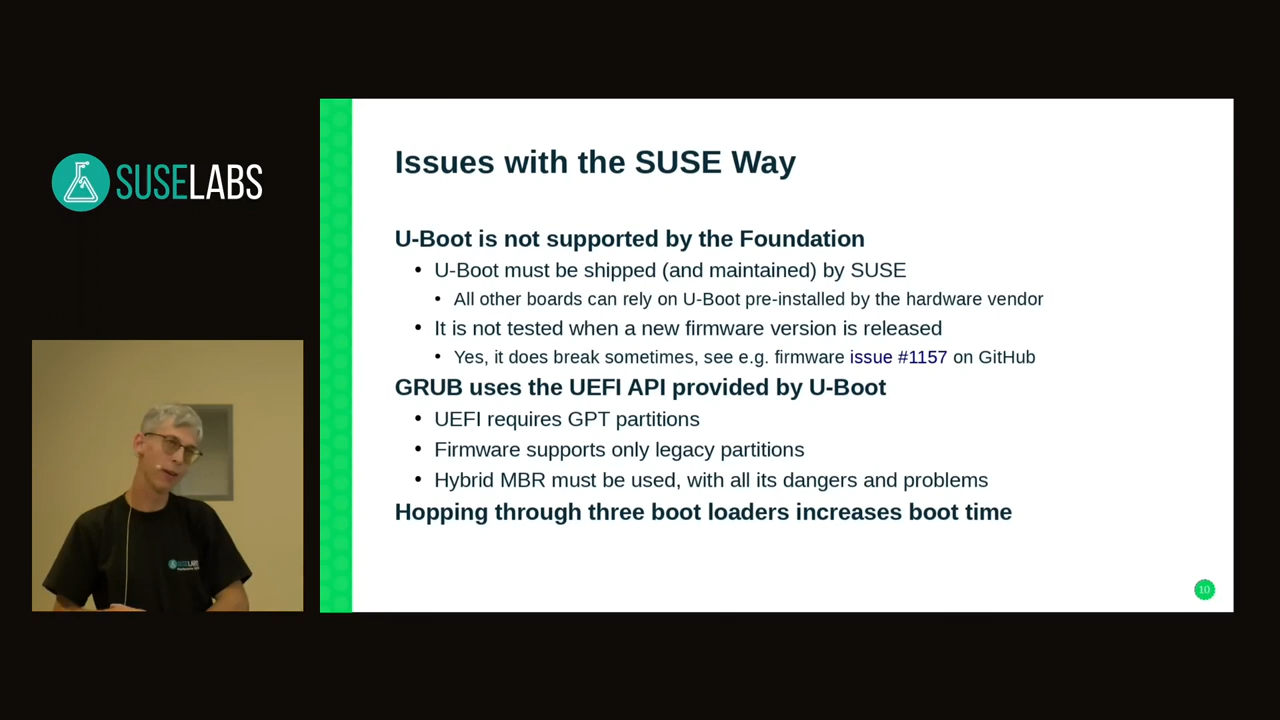 SUSELABS
Issues with the SUSE Way
U-Boot is not supported by the Foundation
• U-Boot must be shipped (and maintained) by SUSE
• All other boards can rely on U-Boot pre-installed by the hardware vendor
• It is not tested when a new firmware version is released
• Yes, it does break sometimes, see e.g. firmware issue #1157 on GitHub
GRUB uses the UEFI API provided by U-Boot
• UEFI requires GPT partitions
• Firmware supports only legacy partitions
• Hybrid MBR must be used, with all its dangers and problems
Hopping through three boot loaders increases boot time
10
SUSELABS